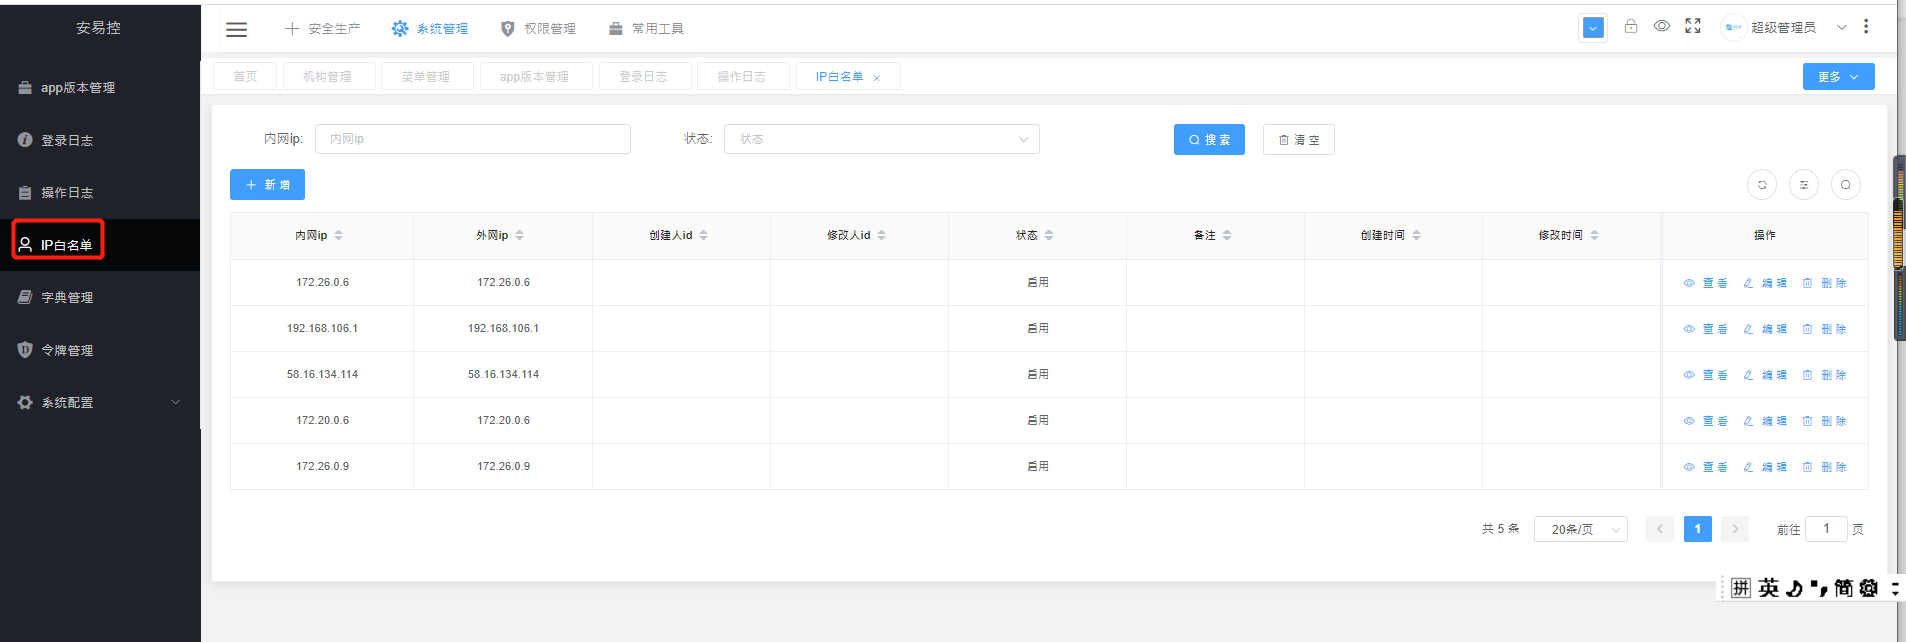 安易控
安全生产 系统管理 权限管理 常用工具
超级管理员
首页 机构管理 菜单管理 app版本管理 登录日志 操作日志 IP白名单 ×
更多
app版本管理
登录日志
操作日志
IP白名单
字典管理
令牌管理
系统配置
内网ip: 内网ip 状态: 状态 搜 索 清 空
新 增
内网ip 外网ip 创建人id 修改人id 状态 备注 创建时间 修改时间 操作
172.26.0.6 172.26.0.6 启用 查 看 编 辑 删 除
192.168.106.1 192.168.106.1 启用 查 看 编 辑 删 除
58.16.134.114 58.16.134.114 启用 查 看 编 辑 删 除
172.20.0.6 172.20.0.6 启用 查 看 编 辑 删 除
172.26.0.9 172.26.0.9 启用 查 看 编 辑 删 除
共 5 条 20条/页 1 前往 1 页
拼 英 简